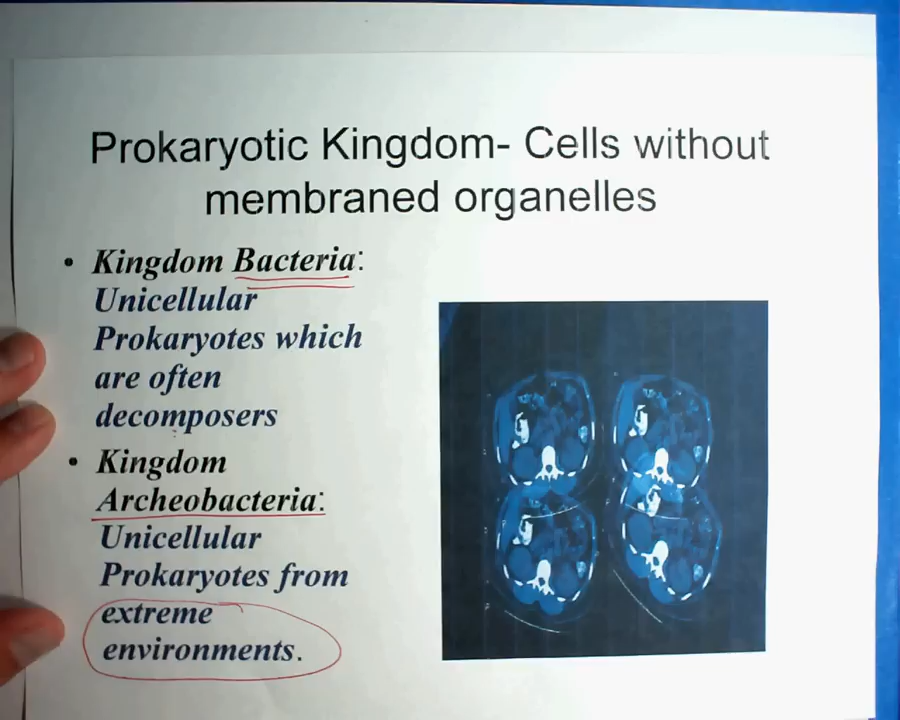 Prokaryotic Kingdom- Cells without
membraned organelles
• Kingdom Bacteria:
Unicellular
Prokaryotes which
are often
decomposers
• Kingdom
Archeobacteria:
Unicellular
Prokaryotes from
extreme
environments.